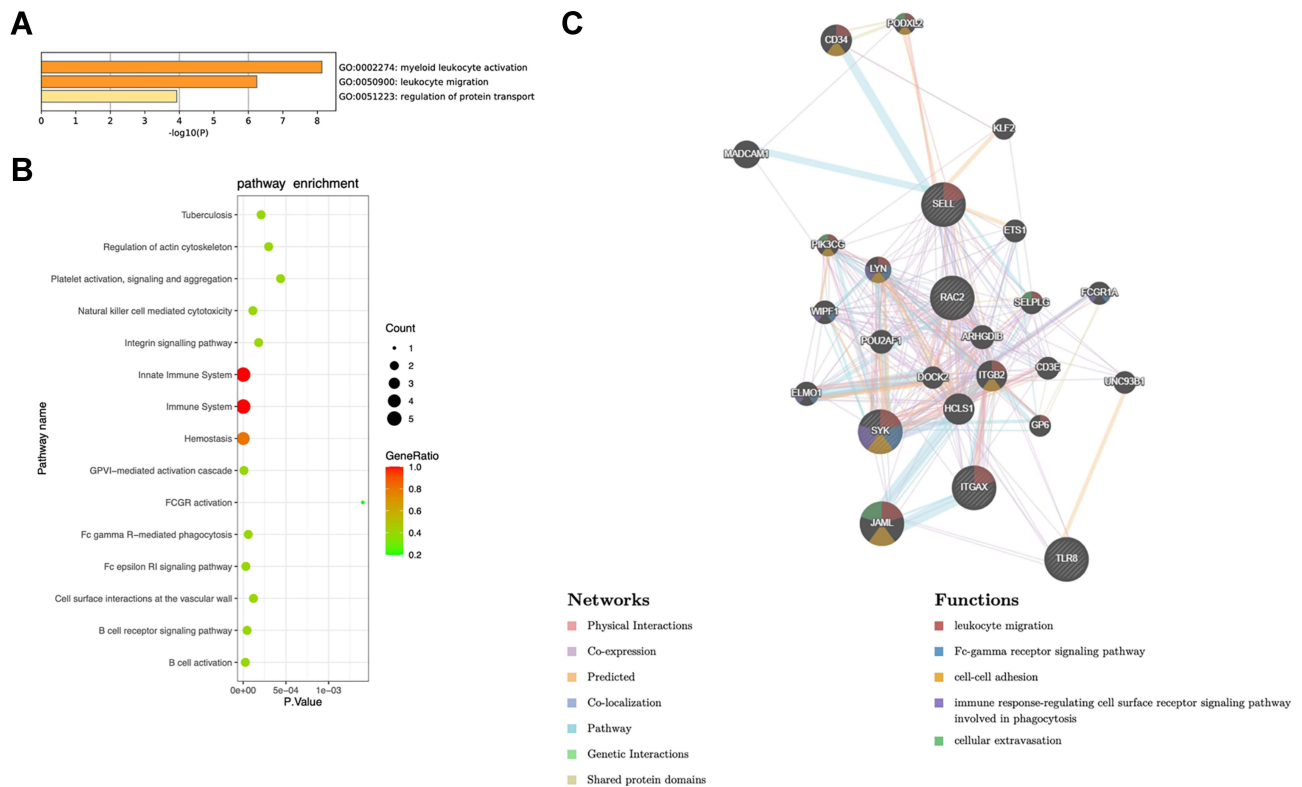 A
GO:0002274: myeloid leukocyte activation
GO:0050900: leukocyte migration
GO:0051223: regulation of protein transport
0 1 2 3 4 5 6 7 8
-log10(P)
B
pathway enrichment
Pathway name
Tuberculosis
Regulation of actin cytoskeleton
Platelet activation, signaling and aggregation
Natural killer cell mediated cytotoxicity
Integrin signalling pathway
Innate Immune System
Immune System
Hemostasis
GPVI-mediated activation cascade
FCGR activation
Fc gamma R-mediated phagocytosis
Fc epsilon RI signaling pathway
Cell surface interactions at the vascular wall
B cell receptor signaling pathway
B cell activation
0e+00 5e-04 1e-03
P.Value
Count
1
2
3
4
5
GeneRatio
1.0
0.8
0.6
0.4
0.2
C
PODXL2
CD34
KLF2
MADCAM1
SELL
ETS1
PIK3CG
LYN
RAC2
FCGR1A
SELPLG
WIPF1
ARHGDIB
POU2AF1
CD3E
DOCK2
ITGB2
UNC93B1
ELMO1
HCLS1
GP6
SYK
ITGAX
JAML
TLR8
Networks
Physical Interactions
Co-expression
Predicted
Co-localization
Pathway
Genetic Interactions
Shared protein domains
Functions
leukocyte migration
Fc-gamma receptor signaling pathway
cell-cell adhesion
immune response-regulating cell surface receptor signaling pathway
involved in phagocytosis
cellular extravasation